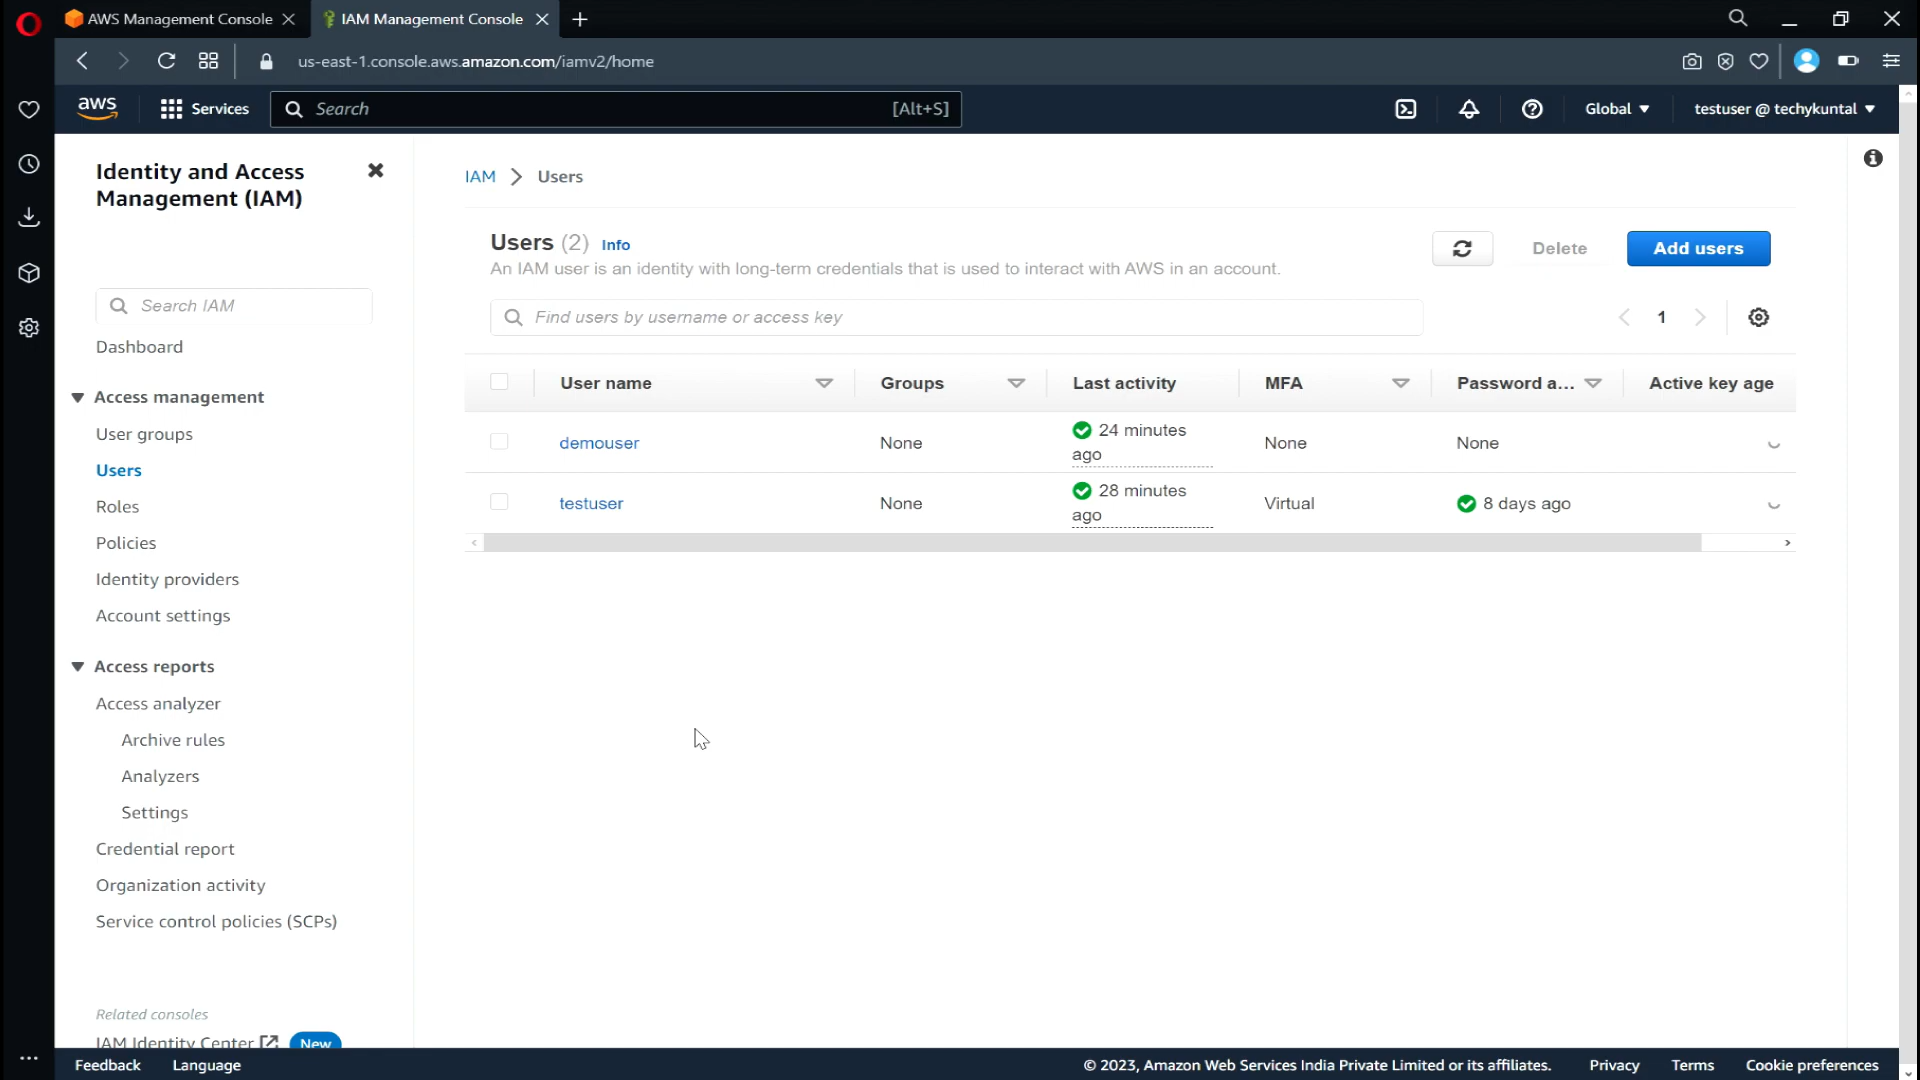 AWS Management Console
IAM Management Console
us-east-1.console.aws.amazon.com/iamv2/home
aws
Services
Search
[Alt+S]
Global
testuser @ techykuntal
Identity and Access
Management (IAM)
Search IAM
Dashboard
Access management
User groups
Users
Roles
Policies
Identity providers
Account settings
Access reports
Access analyzer
Archive rules
Analyzers
Settings
Credential report
Organization activity
Service control policies (SCPs)
Related consoles
IAM Identity Center New
IAM > Users
Users (2) Info
An IAM user is an identity with long-term credentials that is used to interact with AWS in an account.
Delete
Add users
Find users by username or access key
1
User name Groups Last activity MFA Password a... Active key age
demouser None 24 minutes ago None None
testuser None 28 minutes ago Virtual 8 days ago
Feedback Language © 2023, Amazon Web Services India Private Limited or its affiliates. Privacy Terms Cookie preferences